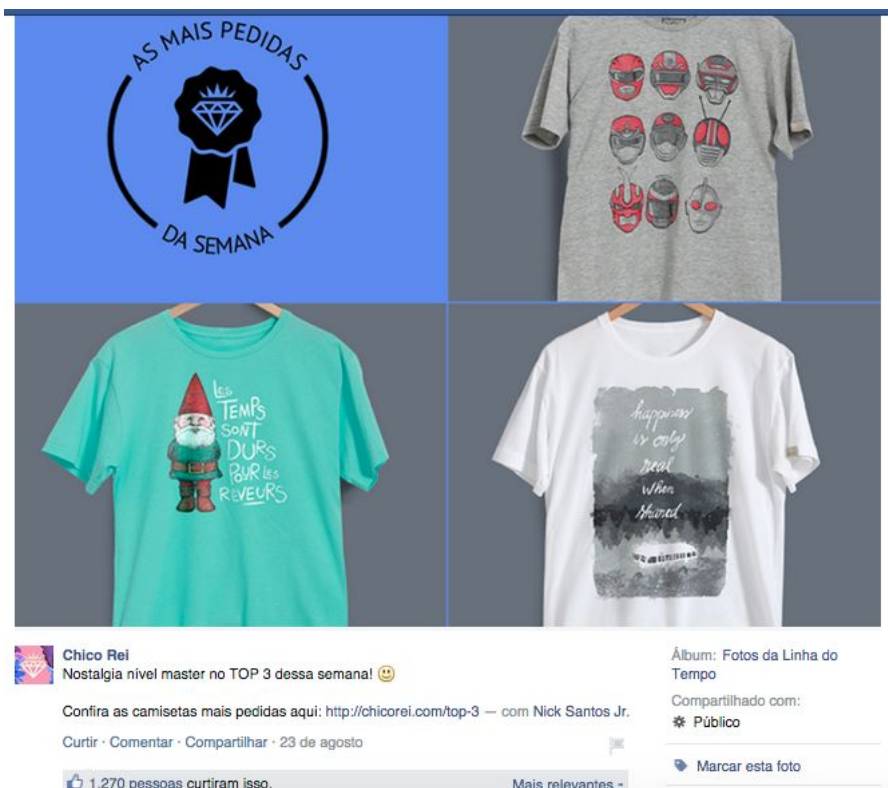 AS MAIS PEDIDAS
DA SEMANA
LES
TEMPS
SONT
DURS
POUR LES
REVEURS
happiness
is only
real
when
shared
Chico Rei
Nostalgia nível master no TOP 3 dessa semana!
Confira as camisetas mais pedidas aqui: http://chicorei.com/top-3 — com Nick Santos Jr.
Curtir · Comentar · Compartilhar · 23 de agosto
1.270 pessoas curtiram isso.
Mais relevantes
Álbum: Fotos da Linha do
Tempo
Compartilhado com:
Público
Marcar esta foto